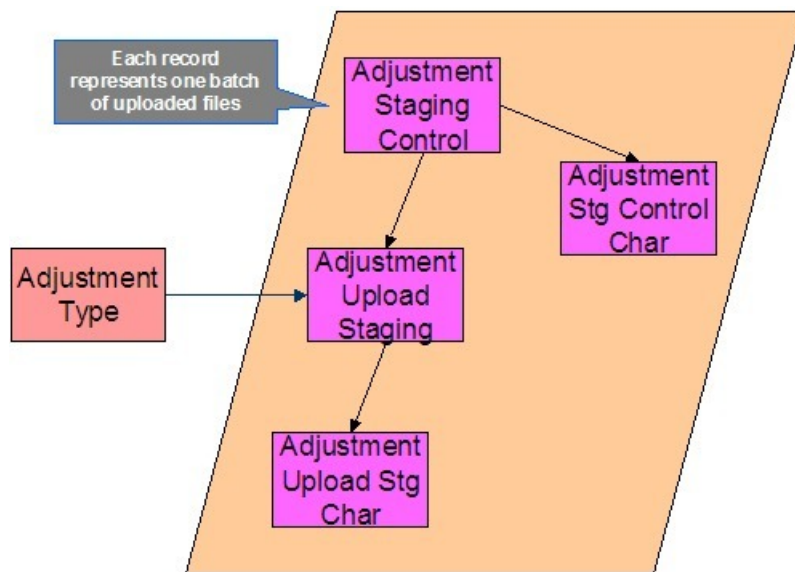 Each record
represents one batch
of uploaded files
Adjustment
Staging
Control
Adjustment
Stg Control
Char
Adjustment
Type
Adjustment
Upload
Staging
Adjustment
Upload Stg
Char